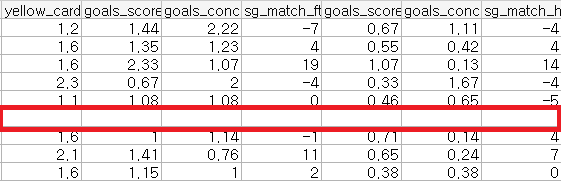 yellow_card goals_score goals_conc sg_match_ft goals_score goals_conc sg_match_h
1,2 1,44 2,22 -7 0,67 1,11 -4
1,6 1,35 1,23 4 0,55 0,42 4
1,6 2,33 1,07 19 1,07 0,13 14
2,3 0,67 2 -4 0,33 1,67 -4
1,1 1,08 1,08 0 0,46 0,65 -5
1,6 1 1,14 -1 0,71 0,14 4
2,1 1,41 0,76 11 0,65 0,24 7
1,6 1,15 1 2 0,38 0,38 0